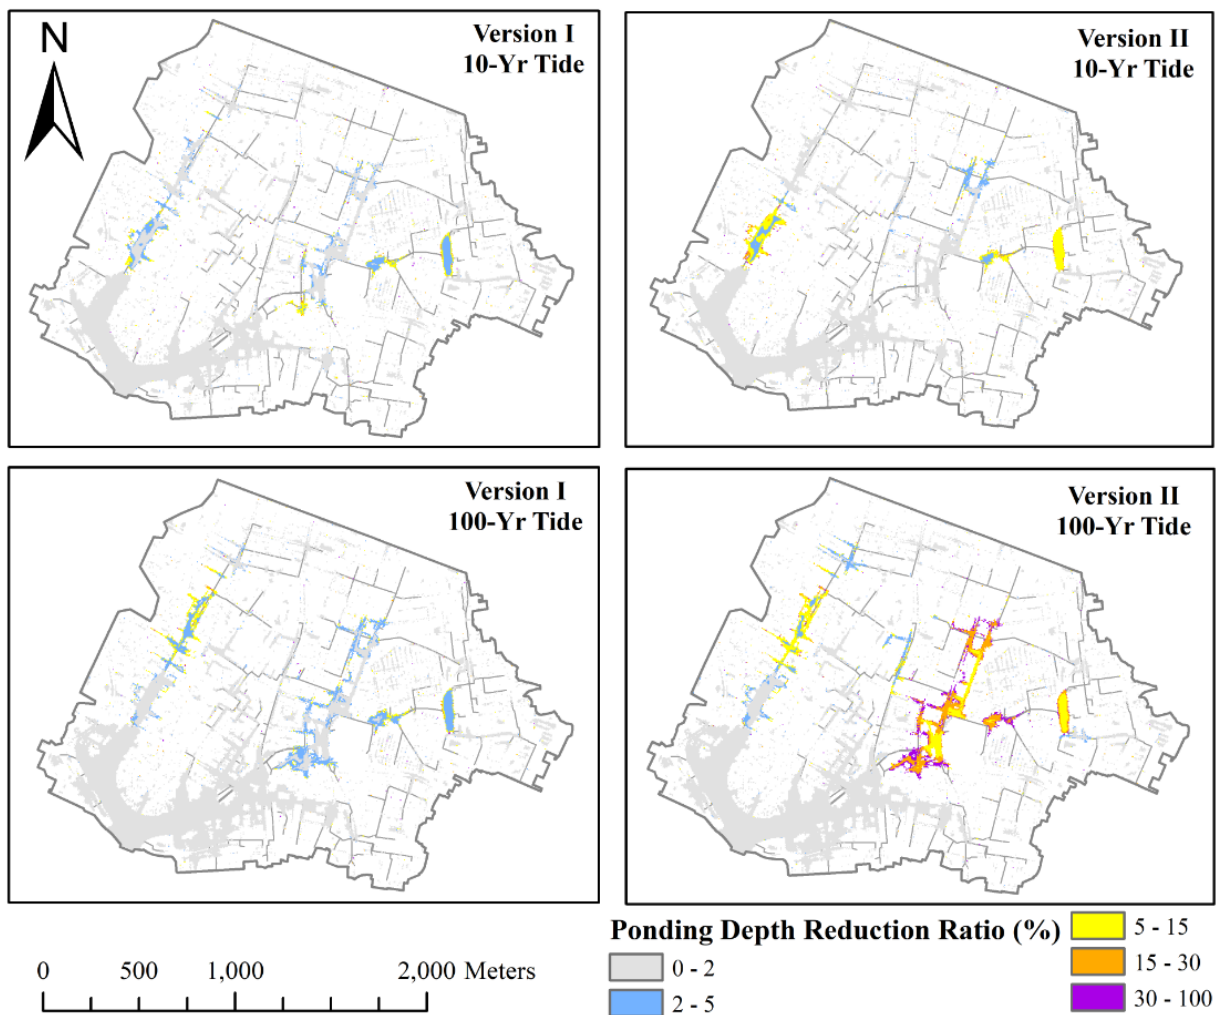 N
Version I
10-Yr Tide
Version II
10-Yr Tide
Version I
100-Yr Tide
Version II
100-Yr Tide
Ponding Depth Reduction Ratio (%)
0 - 2
2 - 5
5 - 15
15 - 30
30 - 100
0 500 1,000 2,000 Meters